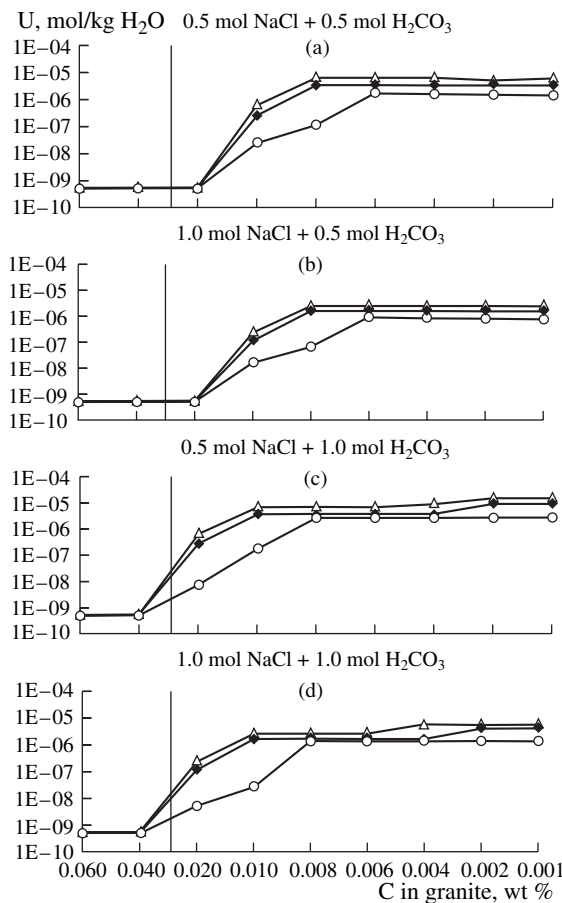 U, mol/kg H₂O 0.5 mol NaCl + 0.5 mol H₂CO₃
(a)
1E–04
1E–05
1E–06
1E–07
1E–08
1E–09
1E–10
1.0 mol NaCl + 0.5 mol H₂CO₃
(b)
1E–04
1E–05
1E–06
1E–07
1E–08
1E–09
1E–10
0.5 mol NaCl + 1.0 mol H₂CO₃
(c)
1E–04
1E–05
1E–06
1E–07
1E–08
1E–09
1E–10
1.0 mol NaCl + 1.0 mol H₂CO₃
(d)
1E–04
1E–05
1E–06
1E–07
1E–08
1E–09
1E–10
0.060 0.040 0.020 0.010 0.008 0.006 0.004 0.002 0.001
C in granite, wt %